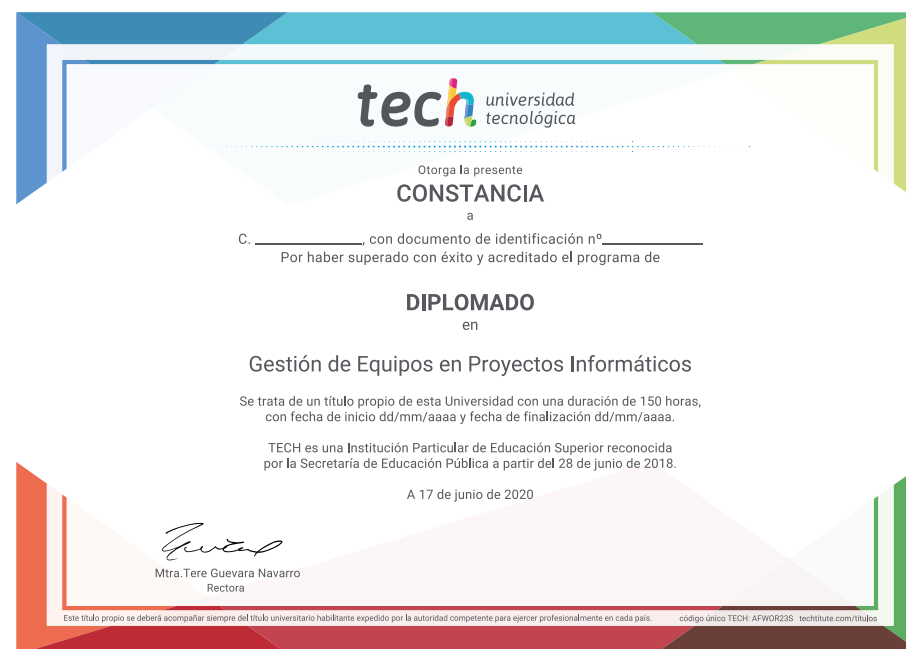 tech universidad
tecnológica
Otorga la presente
CONSTANCIA
a
C. ______________, con documento de identificación nº_____________
Por haber superado con éxito y acreditado el programa de
DIPLOMADO
en
Gestión de Equipos en Proyectos Informáticos
Se trata de un título propio de esta Universidad con una duración de 150 horas,
con fecha de inicio dd/mm/aaaa y fecha de finalización dd/mm/aaaa.
TECH es una Institución Particular de Educación Superior reconocida
por la Secretaría de Educación Pública a partir del 28 de junio de 2018.
A 17 de junio de 2020
Mtra.Tere Guevara Navarro
Rectora
Este título propio se deberá acompañar siempre del título universitario habilitante expedido por la autoridad competente para ejercer profesionalmente en cada país. código único TECH: AFWOR23S techtitute.com/titulos